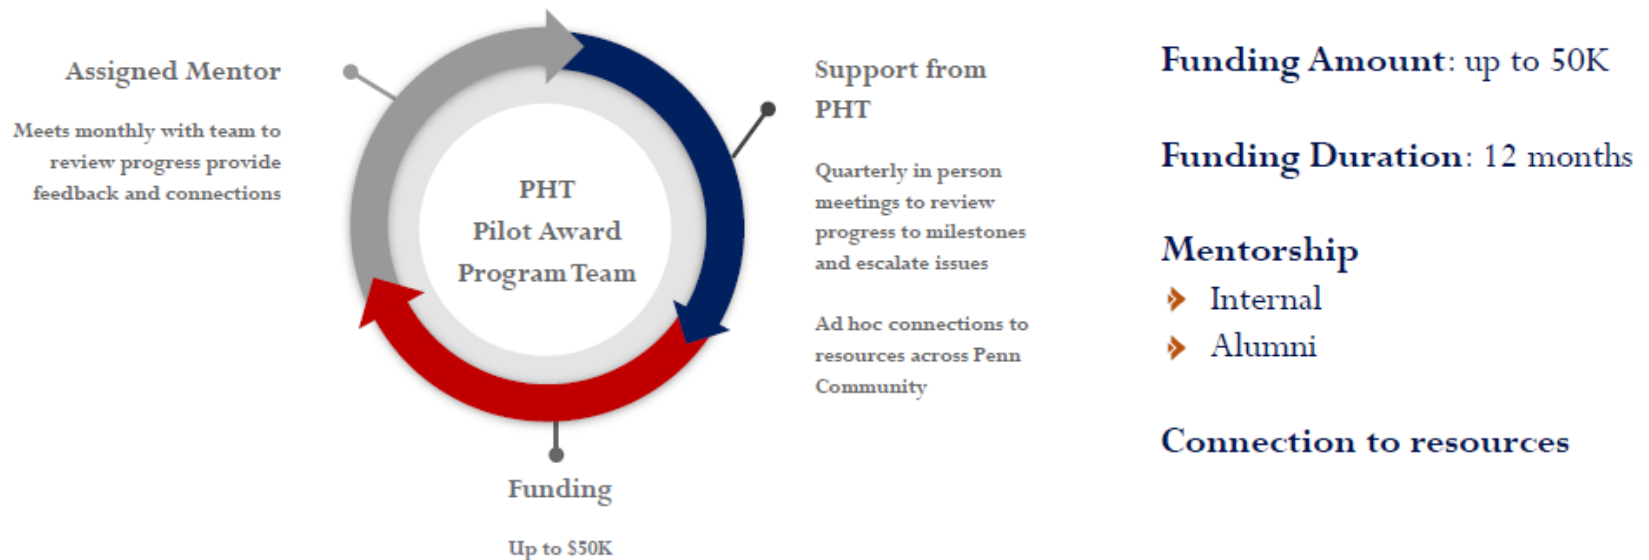 Assigned Mentor
Meets monthly with team to
review progress provide
feedback and connections
PHT
Pilot Award
Program Team
Support from
PHT
Quarterly in person
meetings to review
progress to milestones
and escalate issues
Ad hoc connections to
resources across Penn
Community
Funding
Up to $50K
Funding Amount: up to 50K
Funding Duration: 12 months
Mentorship
Internal
Alumni
Connection to resources